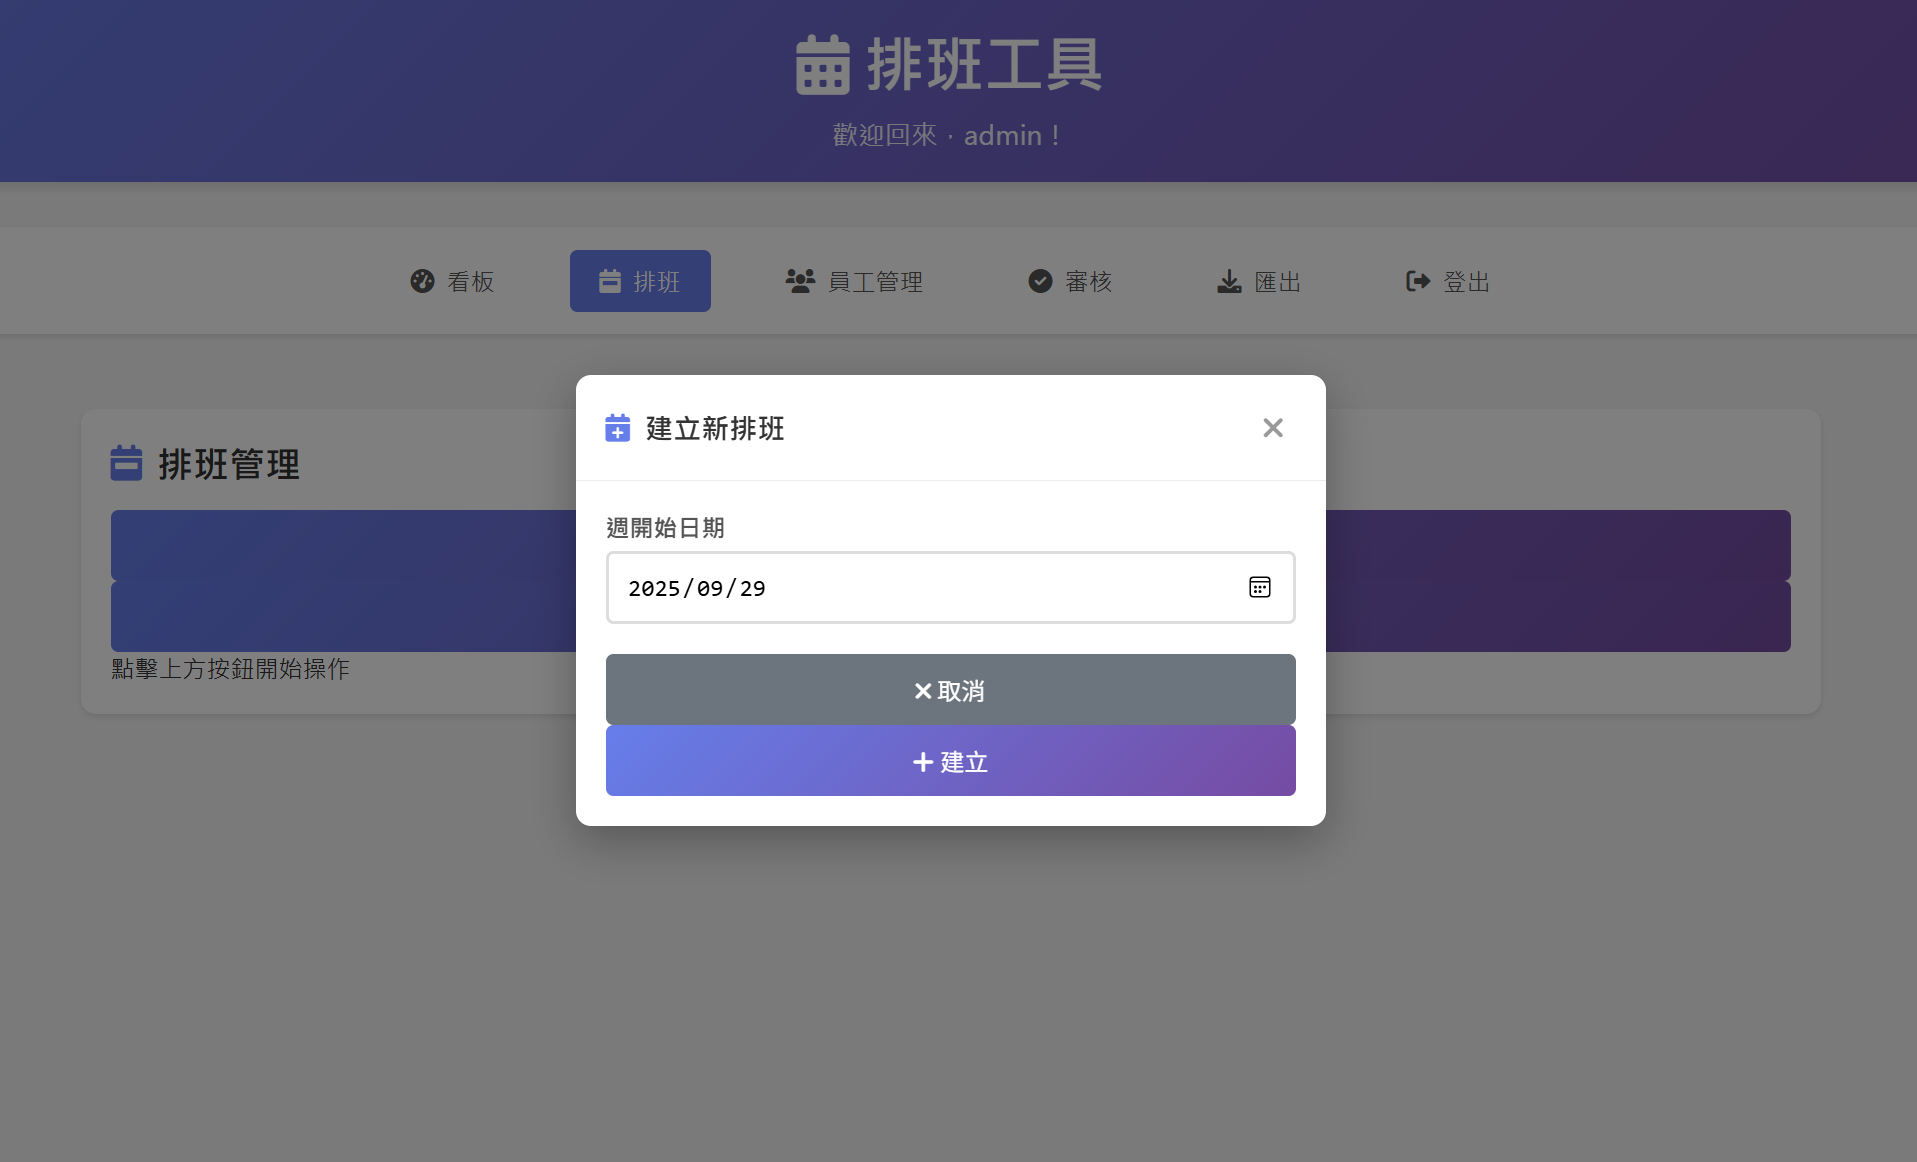 排班工具
歡迎回來，admin！
看板
排班
員工管理
審核
匯出
登出
建立新排班
排班管理
週開始日期
2025/09/29
點擊上方按鈕開始操作
取消
建立